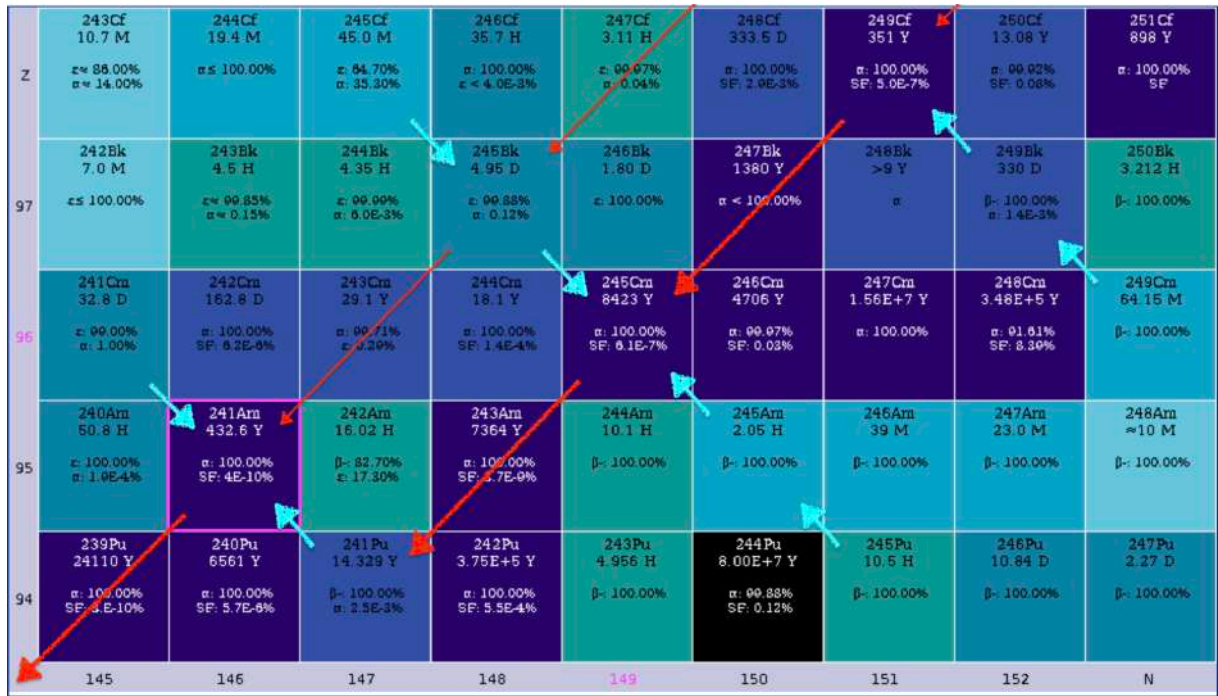 Z
243Cf
10.7 M
ε≈ 86.00%
α≈ 14.00%
244Cf
19.4 M
α≤ 100.00%
245Cf
45.0 M
ε: 64.70%
α: 35.30%
246Cf
35.7 H
α: 100.00%
ε < 4.0E-3%
247Cf
3.11 H
ε: 99.97%
α: 0.04%
248Cf
333.5 D
α: 100.00%
SF: 2.9E-3%
249Cf
351 Y
α: 100.00%
SF: 5.0E-7%
250Cf
13.08 Y
α: 99.92%
SF: 0.08%
251Cf
898 Y
α: 100.00%
SF
97
242Bk
7.0 M
ε≤ 100.00%
243Bk
4.5 H
ε≈ 99.85%
α≈ 0.15%
244Bk
4.35 H
ε: 99.99%
α: 6.0E-3%
245Bk
4.95 D
ε: 99.88%
α: 0.12%
246Bk
1.80 D
ε: 100.00%
247Bk
1380 Y
α < 100.00%
248Bk
>9 Y
α
249Bk
330 D
β-: 100.00%
α: 1.4E-3%
250Bk
3.212 H
β-: 100.00%
96
241Cm
32.8 D
ε: 99.00%
α: 1.00%
242Cm
162.8 D
α: 100.00%
SF: 6.2E-6%
243Cm
29.1 Y
α: 99.71%
ε: 0.29%
244Cm
18.1 Y
α: 100.00%
SF: 1.4E-4%
245Cm
8423 Y
α: 100.00%
SF: 6.1E-7%
246Cm
4706 Y
α: 99.97%
SF: 0.03%
247Cm
1.56E+7 Y
α: 100.00%
248Cm
3.48E+5 Y
α: 91.61%
SF: 8.39%
249Cm
64.15 M
β-: 100.00%
95
240Am
50.8 H
ε: 100.00%
α: 1.9E-4%
241Am
432.6 Y
α: 100.00%
SF: 4E-10%
242Am
16.02 H
β-: 82.70%
ε: 17.30%
243Am
7364 Y
α: 100.00%
SF: 3.7E-9%
244Am
10.1 H
β-: 100.00%
245Am
2.05 H
β-: 100.00%
246Am
39 M
β-: 100.00%
247Am
23.0 M
β-: 100.00%
248Am
≈10 M
β-: 100.00%
94
239Pu
24110 Y
α: 100.00%
SF: 3.E-10%
240Pu
6561 Y
α: 100.00%
SF: 5.7E-6%
241Pu
14.329 Y
β-: 100.00%
α: 2.5E-3%
242Pu
3.75E+5 Y
α: 100.00%
SF: 5.5E-4%
243Pu
4.956 H
β-: 100.00%
244Pu
8.00E+7 Y
α: 99.88%
SF: 0.12%
245Pu
10.5 H
β-: 100.00%
246Pu
10.84 D
β-: 100.00%
247Pu
2.27 D
β-: 100.00%
145 146 147 148 149 150 151 152 N